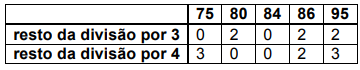 75 80 84 86 95
resto da divisão por 3 0 2 0 2 2
resto da divisão por 4 3 0 0 2 3